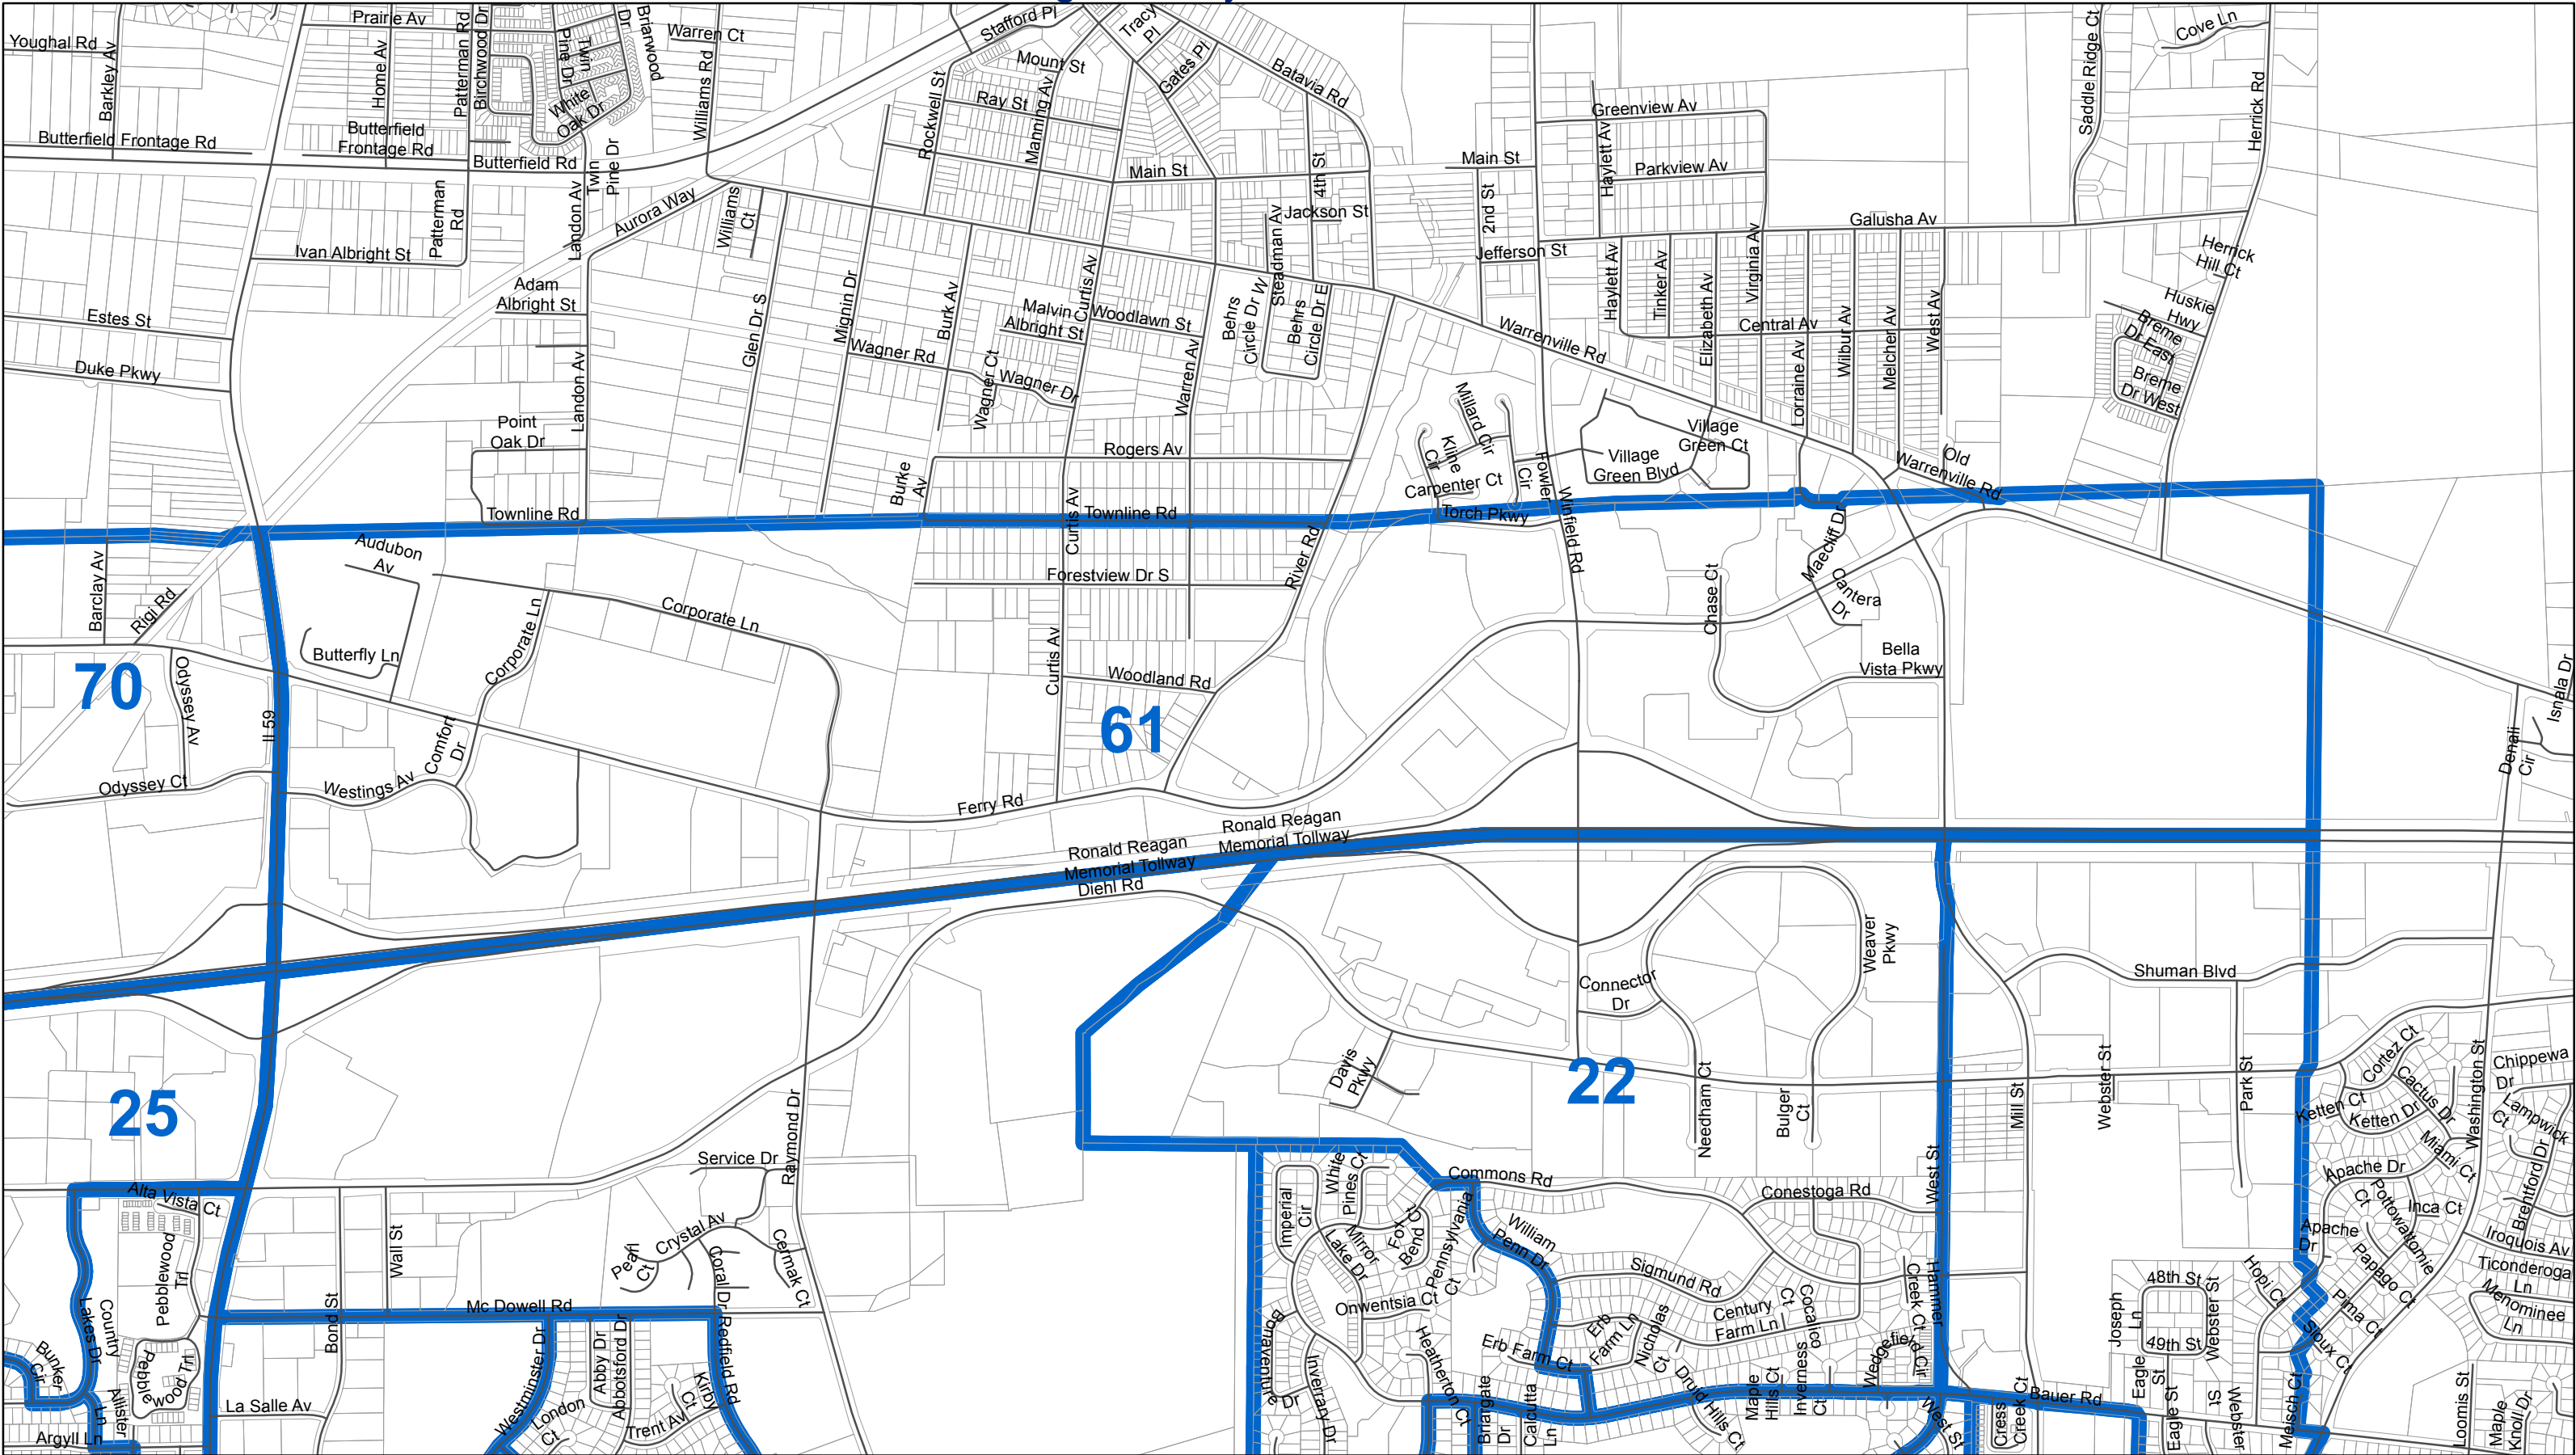 Prairie Av
Youghal Rd
Barkley Av
Home Av
Patterman Rd
Birchwood Dr
Twin
Pine Dr
Dr
Briarwood
White
Oak Dr
Warren Ct
Williams Rd
Stafford Pl
Tracy
Pl
Gates Pl
Mount St
Ray St
Manning Av
Rockwell St
Batavia Rd
Main St
4th St
Jackson St
Main St
2nd St
Jefferson St
Greenview Av
Haylett Av
Parkview Av
Galusha Av
Saddle Ridge Ct
Cove Ln
Herrick Rd
Butterfield Frontage Rd
Butterfield
Frontage Rd
Butterfield Rd
Twin
Pine Dr
Patterman
Rd
Landon Av
Aurora Way
Williams
Ct
Ivan Albright St
Adam
Albright St
Estes St
Duke Pkwy
Landon Av
Point
Oak Dr
Townline Rd
Glen Dr S
Mignin Dr
Burk Av
Wagner Rd
Wagner Ct
Wagner Dr
Malvin
Albright St
Curtis Av
Woodlawn St
Warren Av
Behrs
Circle Dr W
Steadman Av
Behrs
Circle Dr E
Warrenville Rd
Haylett Av
Tinker Av
Elizabeth Av
Virginia Av
Central Av
Lorraine Av
Wilbur Av
Melcher Av
West Av
Herrick
Hill Ct
Huskie
Hwy
Breme
Dr East
Breme
Dr West
Rogers Av
Burke
Av
Curtis Av
Townline Rd
Millard Cir
Kline
Cir
Carpenter Ct
Fowler
Cir
Torch Pkwy
Village
Green Blvd
Village
Green Ct
Old
Warrenville Rd
Winfield Rd
Barclay Av
Rigi Rd
Audubon
Av
Butterfly Ln
Corporate Ln
Corporate Ln
Forestview Dr S
River Rd
Chase Ct
Maecliff Dr
Cantera
Dr
Bella
Vista Pkwy
70
Odyssey Av
Odyssey Ct
Il 59
Comfort
Dr
Westings Av
Curtis Av
Woodland Rd
61
Ferry Rd
Ronald Reagan
Memorial Tollway
Ronald Reagan
Memorial Tollway
Diehl Rd
Isnala Dr
Denali
Cir
Connector
Dr
Weaver
Pkwy
Shuman Blvd
25
22
Davis
Pkwy
Needham Ct
Bulger
Ct
Mill St
Webster St
Park St
Cortez Ct
Cactus Dr
Ketten Ct
Ketten Dr
Washington St
Chippewa
Dr
Lampwick
Ct
Miami Ct
Apache Dr
Pottowattomie
Ct
Inca Ct
Brentford Dr
Iroquois Av
Apache
Dr
Papago Ct
Pima Ct
Sioux Ct
Hopi Ct
Ticonderoga
Ln
Menominee
Ln
Raymond Dr
Service Dr
Crystal Av
Pearl
Ct
Coral Dr
Cermak Ct
Alta Vista Ct
Pebblewood
Trl
Wall St
Bond St
Mc Dowell Rd
Country
Lakes Dr
Bunker
Cir
Pebble
wood Trl
Allister
Ln
Argyll Ln
La Salle Av
Westminster Dr
London
Ct
Abby Dr
Abbotsford Dr
Trent Av
Kirby
Ct
Redfield Rd
Imperial
Cir
White
Pines Ct
Mirror
Lake Dr
Fox
Bend Ct
Pennsylvania
Ct
Onwentsia Ct
Commons Rd
William
Penn Dr
Sigmund Rd
Conestoga Rd
West St
Hammer
Creek Ct
Century
Farm Ln
Cocalico
Ct
Erb
Farm Ln
Nicholas
Ct
Erb Farm Ct
Heatherton Ct
Bonaventure
Dr
Inverrary Dr
Briargate
Dr
Calcutta
Ln
Druid Hills Ct
Maple
Hills Ct
Inverness
Ct
Wedgefield Cir
West St
Cress
Creek Ct
Bauer Rd
Joseph
Ln
48th St
49th St
Webster St
Eagle
St
Eagle St
Webster
St
Meisch Ct
Loomis St
Maple
Knoll Dr